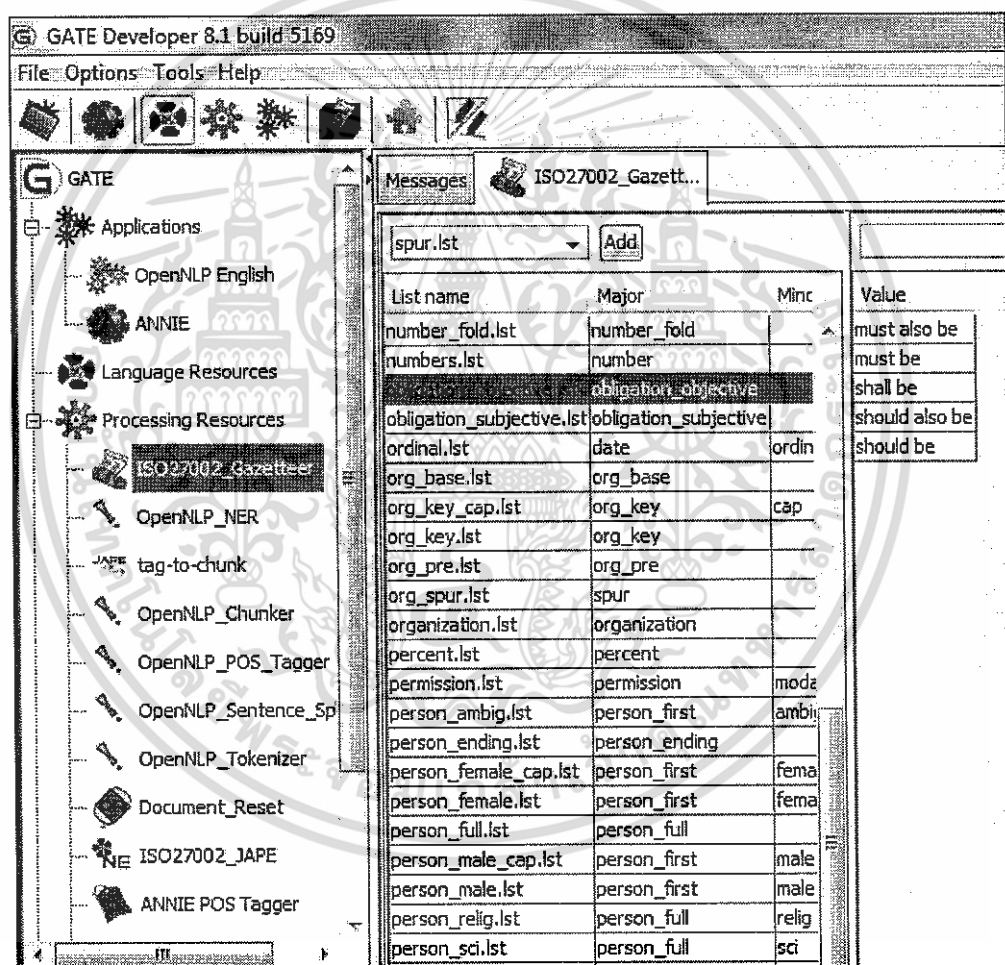 GATE Developer 8.1 build 5169
File Options Tools Help
GATE
Applications
OpenNLP English
ANNIE
Language Resources
Processing Resources
ISO27002_Gazetteer
OpenNLP_NER
tag-to-chunk
OpenNLP_Chunker
OpenNLP_POS_Tagger
OpenNLP_Sentence_Sp
OpenNLP_Tokenizer
Document_Reset
ISO27002_JAPE
ANNIE POS Tagger
Messages ISO27002_Gazett...
spur.lst Add
List name Major Minc
number_fold.lst number_fold
numbers.lst number
obligation_objective
obligation_subjective.lst obligation_subjective
ordinal.lst date ordin
org_base.lst org_base
org_key_cap.lst org_key cap
org_key.lst org_key
org_pre.lst org_pre
org_spur.lst spur
organization.lst organization
percent.lst percent
permission.lst permission moda
person_ambig.lst person_first ambig
person_ending.lst person_ending
person_female_cap.lst person_first fema
person_female.lst person_first fema
person_full.lst person_full
person_male_cap.lst person_first male
person_male.lst person_first male
person_relig.lst person_full relig
person_sci.lst person_full sci
Value
must also be
must be
shall be
should also be
should be